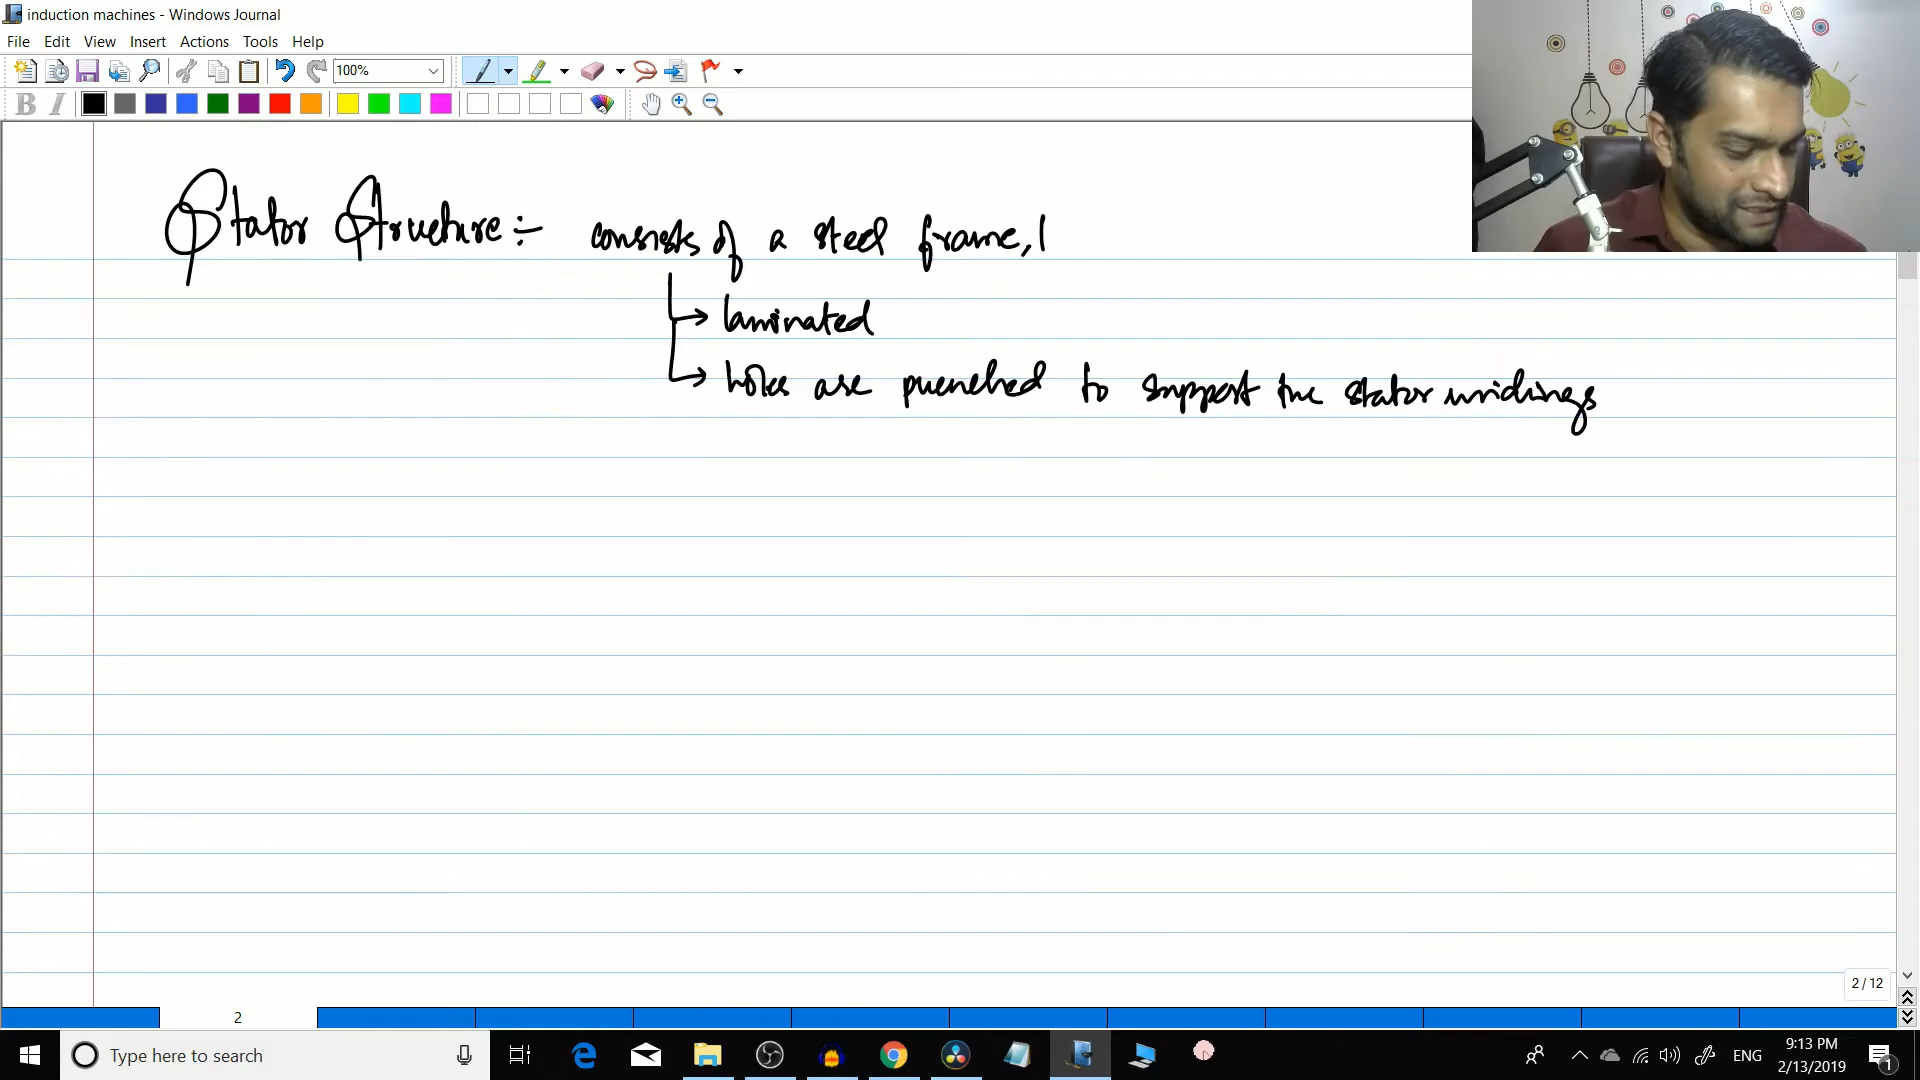 induction machines - Windows Journal
File Edit View Insert Actions Tools Help
100%
B I
Stator Structure :- consists of a steel frame, l
laminated
holes are punched to support the stator windings
2 / 12
2
Type here to search
ENG
9:13 PM
2/13/2019
1